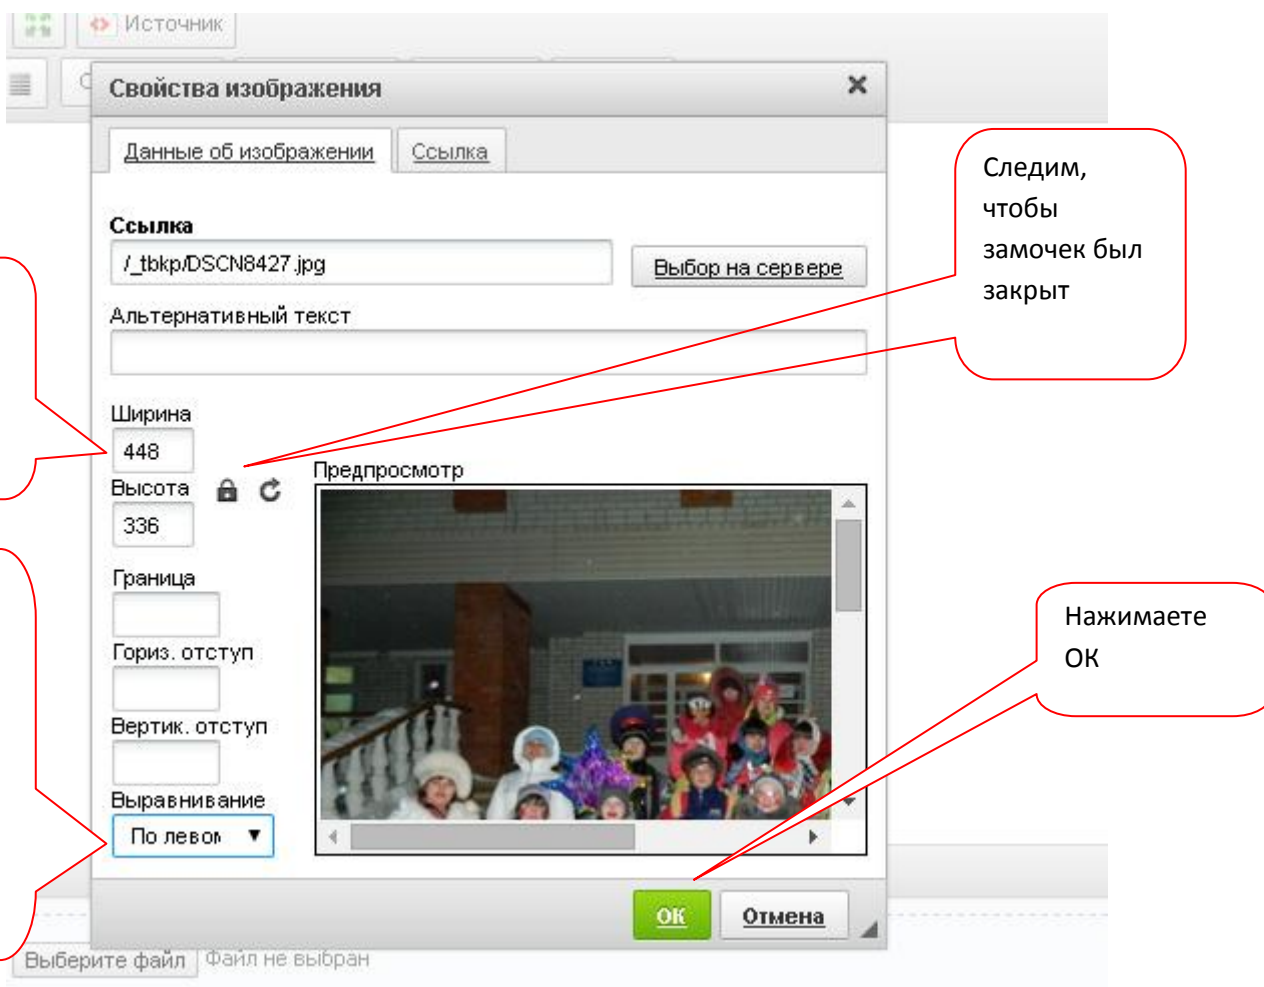 Источник
Свойства изображения
Данные об изображении
Ссылка
Ссылка
/_tbkp/DSCN8427.jpg
Выбор на сервере
Альтернативный текст
Ширина
448
Высота
336
Предпросмотр
Граница
Гориз. отступ
Вертик. отступ
Выравнивание
По левом
ОК
Отмена
Выберите файл
Файл не выбран
Следим,
чтобы
замочек был
закрыт
Нажимаете
ОК